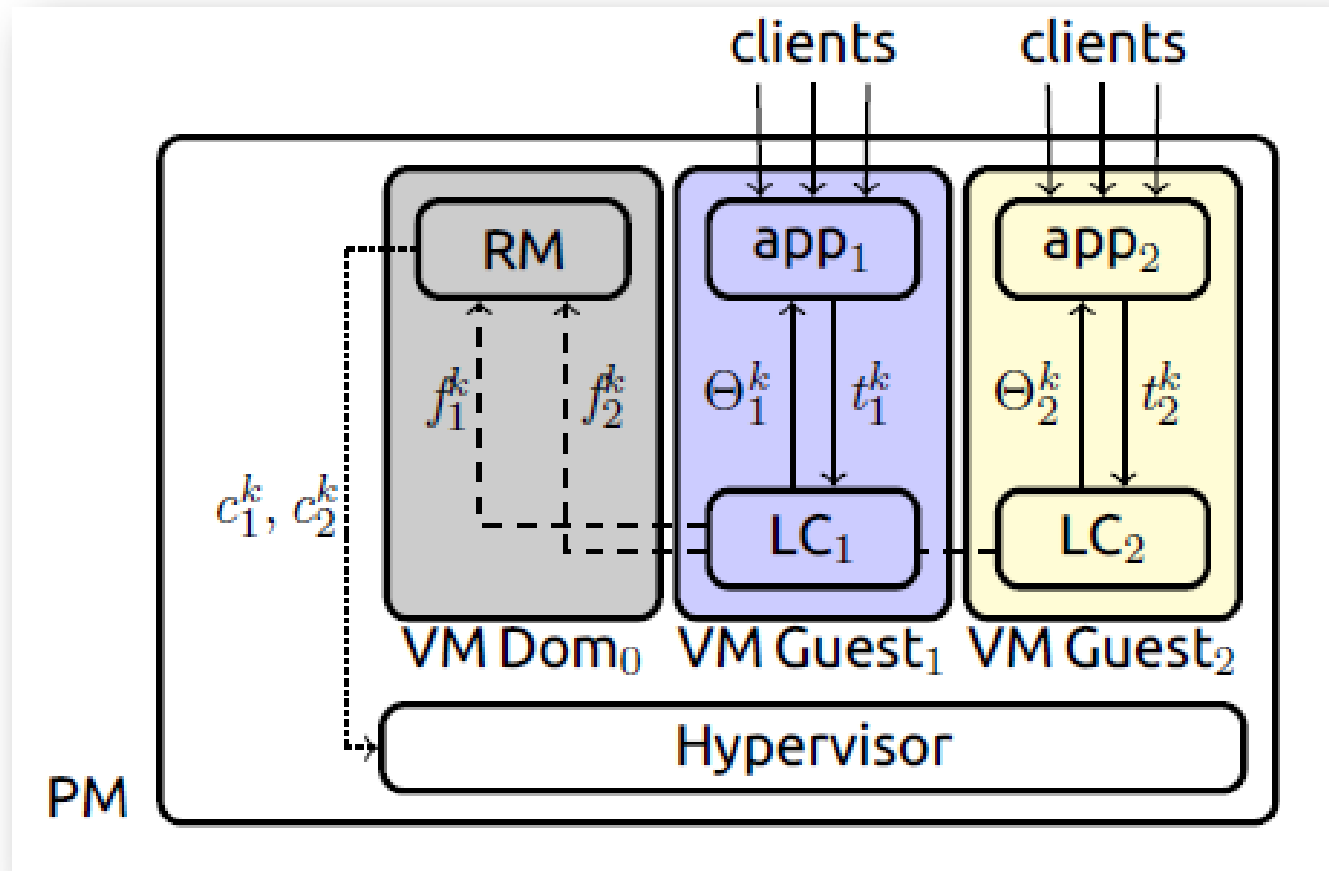 clients clients
RM app₁ app₂
f₁ᵏ f₂ᵏ Θ₁ᵏ t₁ᵏ Θ₂ᵏ t₂ᵏ
c₁ᵏ, c₂ᵏ
LC₁ LC₂
VM Dom₀ VM Guest₁ VM Guest₂
Hypervisor
PM